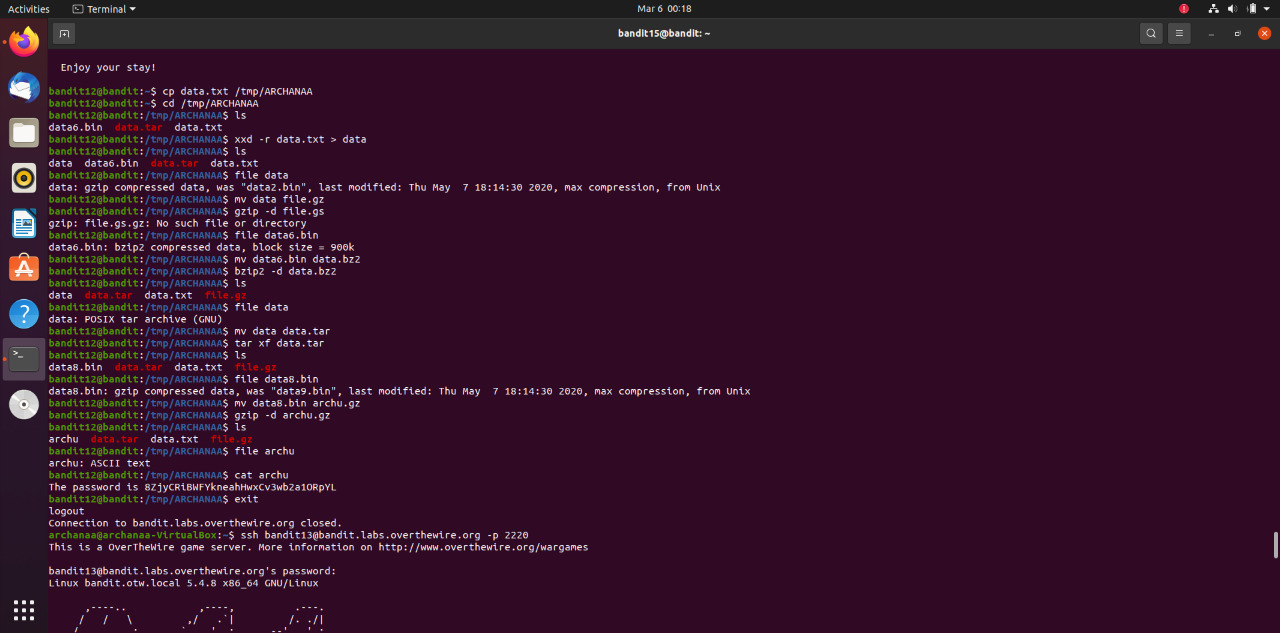 Activities Terminal Mar 6 00:18
bandit15@bandit: ~
Enjoy your stay!
bandit12@bandit:~$ cp data.txt /tmp/ARCHANAA
bandit12@bandit:~$ cd /tmp/ARCHANAA
bandit12@bandit:/tmp/ARCHANAA$ ls
data6.bin data.tar data.txt
bandit12@bandit:/tmp/ARCHANAA$ xxd -r data.txt > data
bandit12@bandit:/tmp/ARCHANAA$ ls
data data6.bin data.tar data.txt
bandit12@bandit:/tmp/ARCHANAA$ file data
data: gzip compressed data, was "data2.bin", last modified: Thu May  7 18:14:30 2020, max compression, from Unix
bandit12@bandit:/tmp/ARCHANAA$ mv data file.gz
bandit12@bandit:/tmp/ARCHANAA$ gzip -d file.gs
gzip: file.gs.gz: No such file or directory
bandit12@bandit:/tmp/ARCHANAA$ file data6.bin
data6.bin: bzip2 compressed data, block size = 900k
bandit12@bandit:/tmp/ARCHANAA$ mv data6.bin data.bz2
bandit12@bandit:/tmp/ARCHANAA$ bzip2 -d data.bz2
bandit12@bandit:/tmp/ARCHANAA$ ls
data data.tar data.txt file.gz
bandit12@bandit:/tmp/ARCHANAA$ file data
data: POSIX tar archive (GNU)
bandit12@bandit:/tmp/ARCHANAA$ mv data data.tar
bandit12@bandit:/tmp/ARCHANAA$ tar xf data.tar
bandit12@bandit:/tmp/ARCHANAA$ ls
data8.bin data.tar data.txt file.gz
bandit12@bandit:/tmp/ARCHANAA$ file data8.bin
data8.bin: gzip compressed data, was "data9.bin", last modified: Thu May  7 18:14:30 2020, max compression, from Unix
bandit12@bandit:/tmp/ARCHANAA$ mv data8.bin archu.gz
bandit12@bandit:/tmp/ARCHANAA$ gzip -d archu.gz
bandit12@bandit:/tmp/ARCHANAA$ ls
archu data.tar data.txt file.gz
bandit12@bandit:/tmp/ARCHANAA$ file archu
archu: ASCII text
bandit12@bandit:/tmp/ARCHANAA$ cat archu
The password is 8ZjyCRiBWFYkneahHwxCv3wb2a1ORpYL
bandit12@bandit:/tmp/ARCHANAA$ exit
logout
Connection to bandit.labs.overthewire.org closed.
archanaa@archanaa-VirtualBox:~$ ssh bandit13@bandit.labs.overthewire.org -p 2220
This is a OverTheWire game server. More information on http://www.overthewire.org/wargames
bandit13@bandit.labs.overthewire.org's password:
Linux bandit.otw.local 5.4.8 x86_64 GNU/Linux